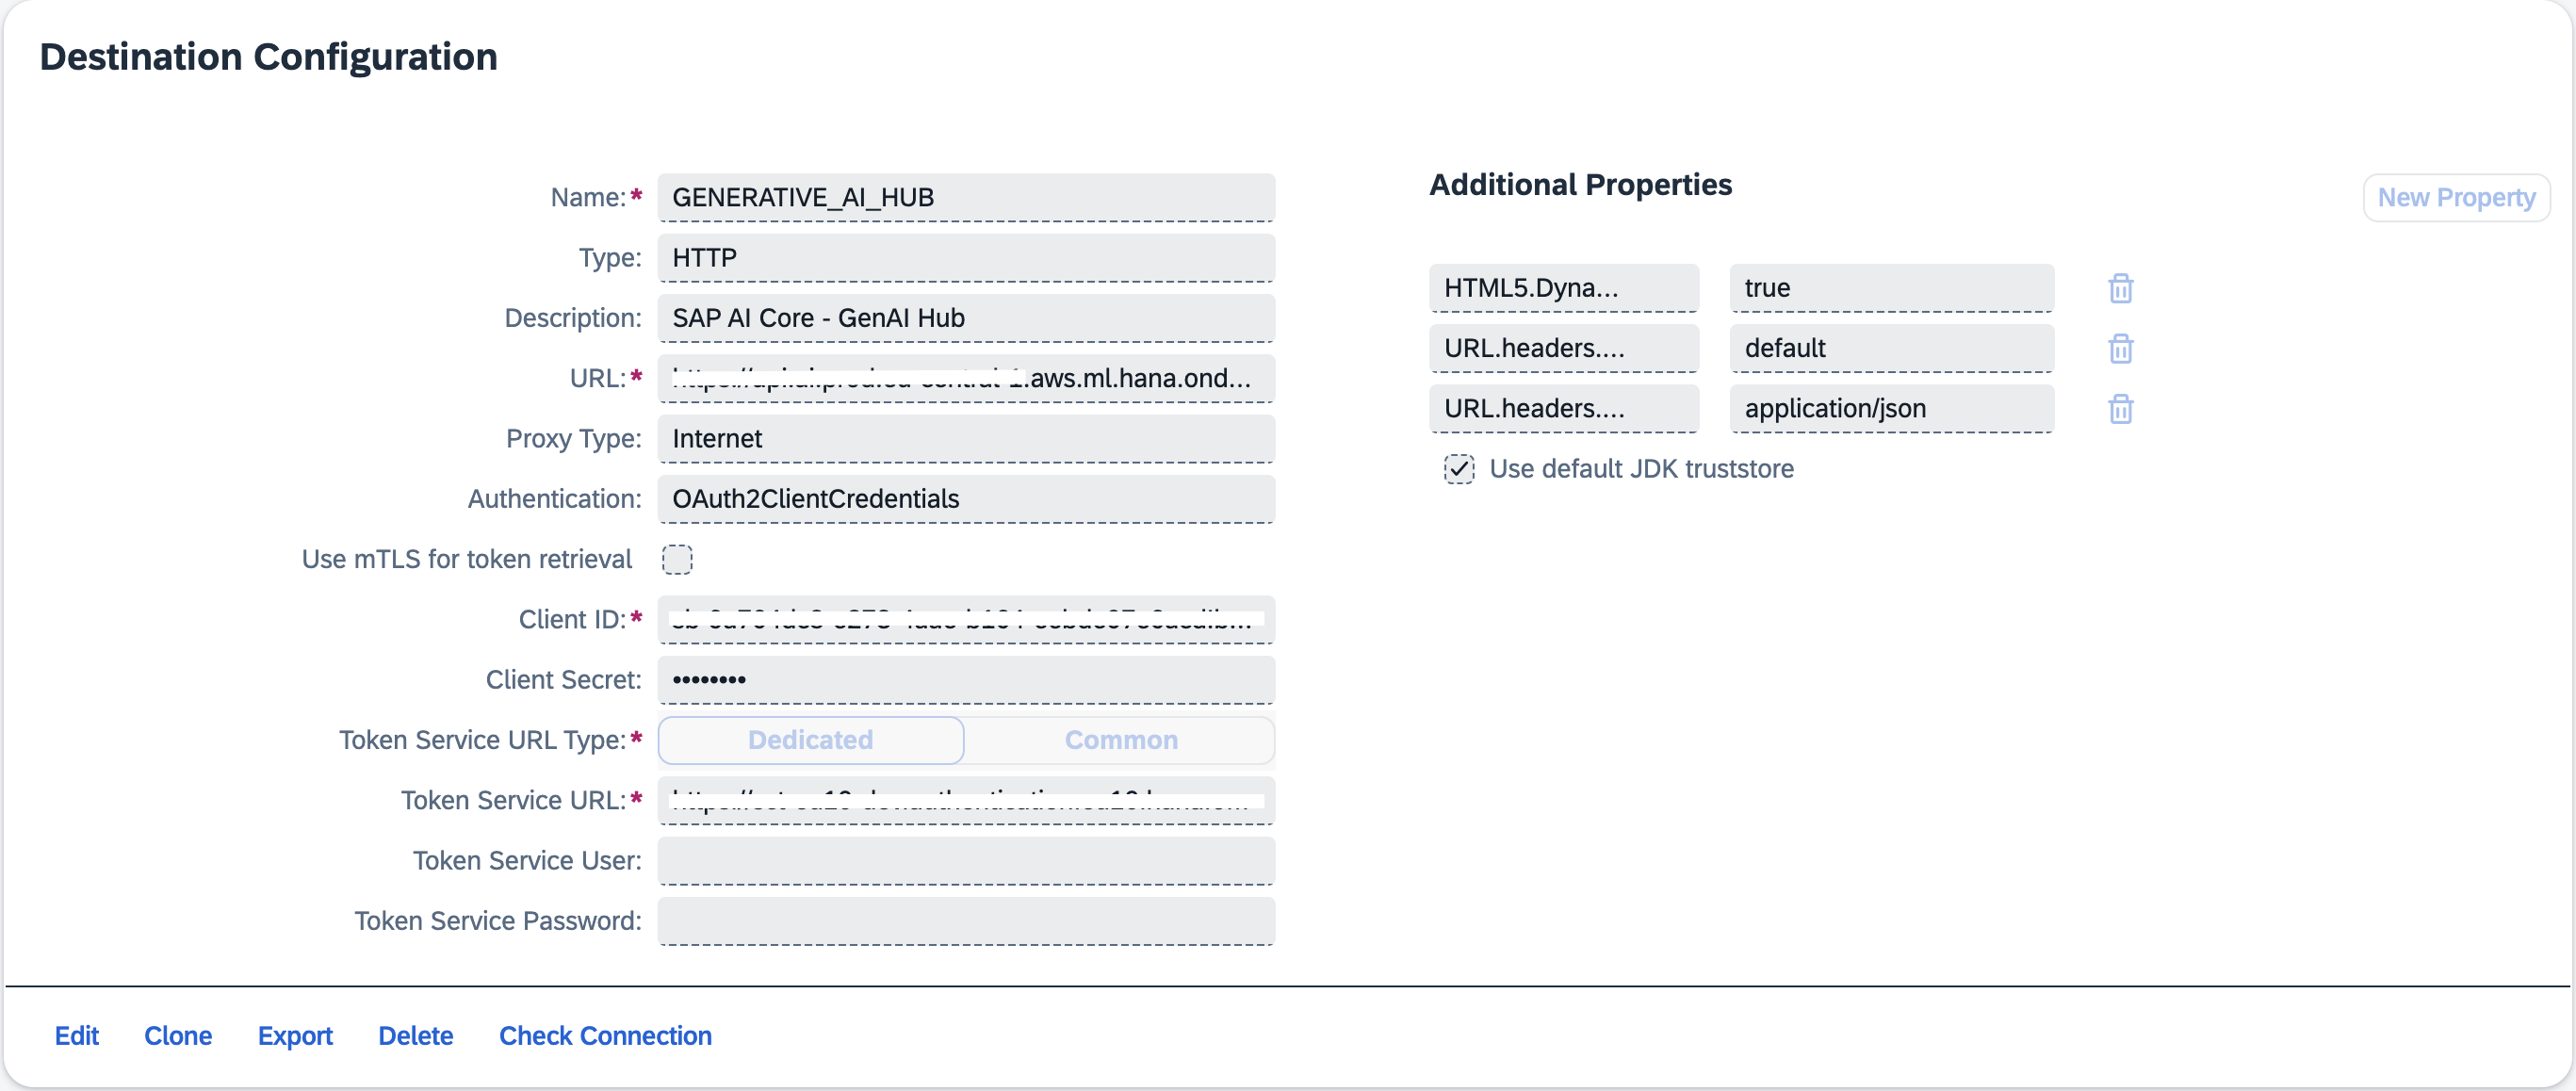 Destination Configuration
Name:* GENERATIVE_AI_HUB
Type: HTTP
Description: SAP AI Core - GenAI Hub
URL:* .aws.ml.hana.ond...
Proxy Type: Internet
Authentication: OAuth2ClientCredentials
Use mTLS for token retrieval
Client ID:*
Client Secret: ••••••••
Token Service URL Type:* Dedicated Common
Token Service URL:*
Token Service User:
Token Service Password:
Additional Properties
New Property
HTML5.Dyna... true
URL.headers.... default
URL.headers.... application/json
Use default JDK truststore
Edit Clone Export Delete Check Connection